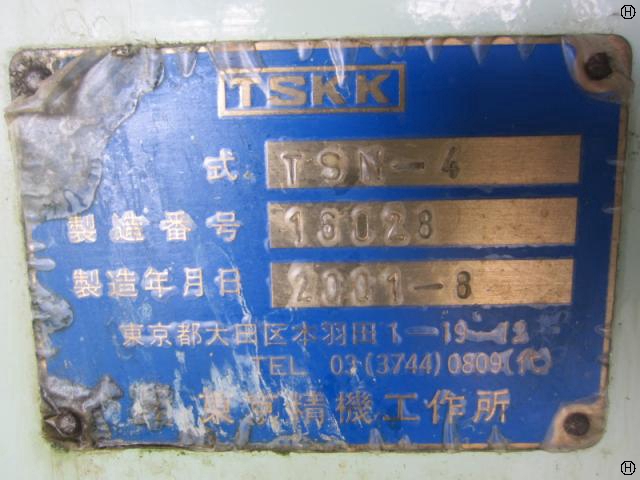 TSKK
式 TSN-4
製造番号 16028
製造年月日 2001-8
東京都大田区本羽田1-19-12
TEL 03(3744)0809(代)
東京精機工作所